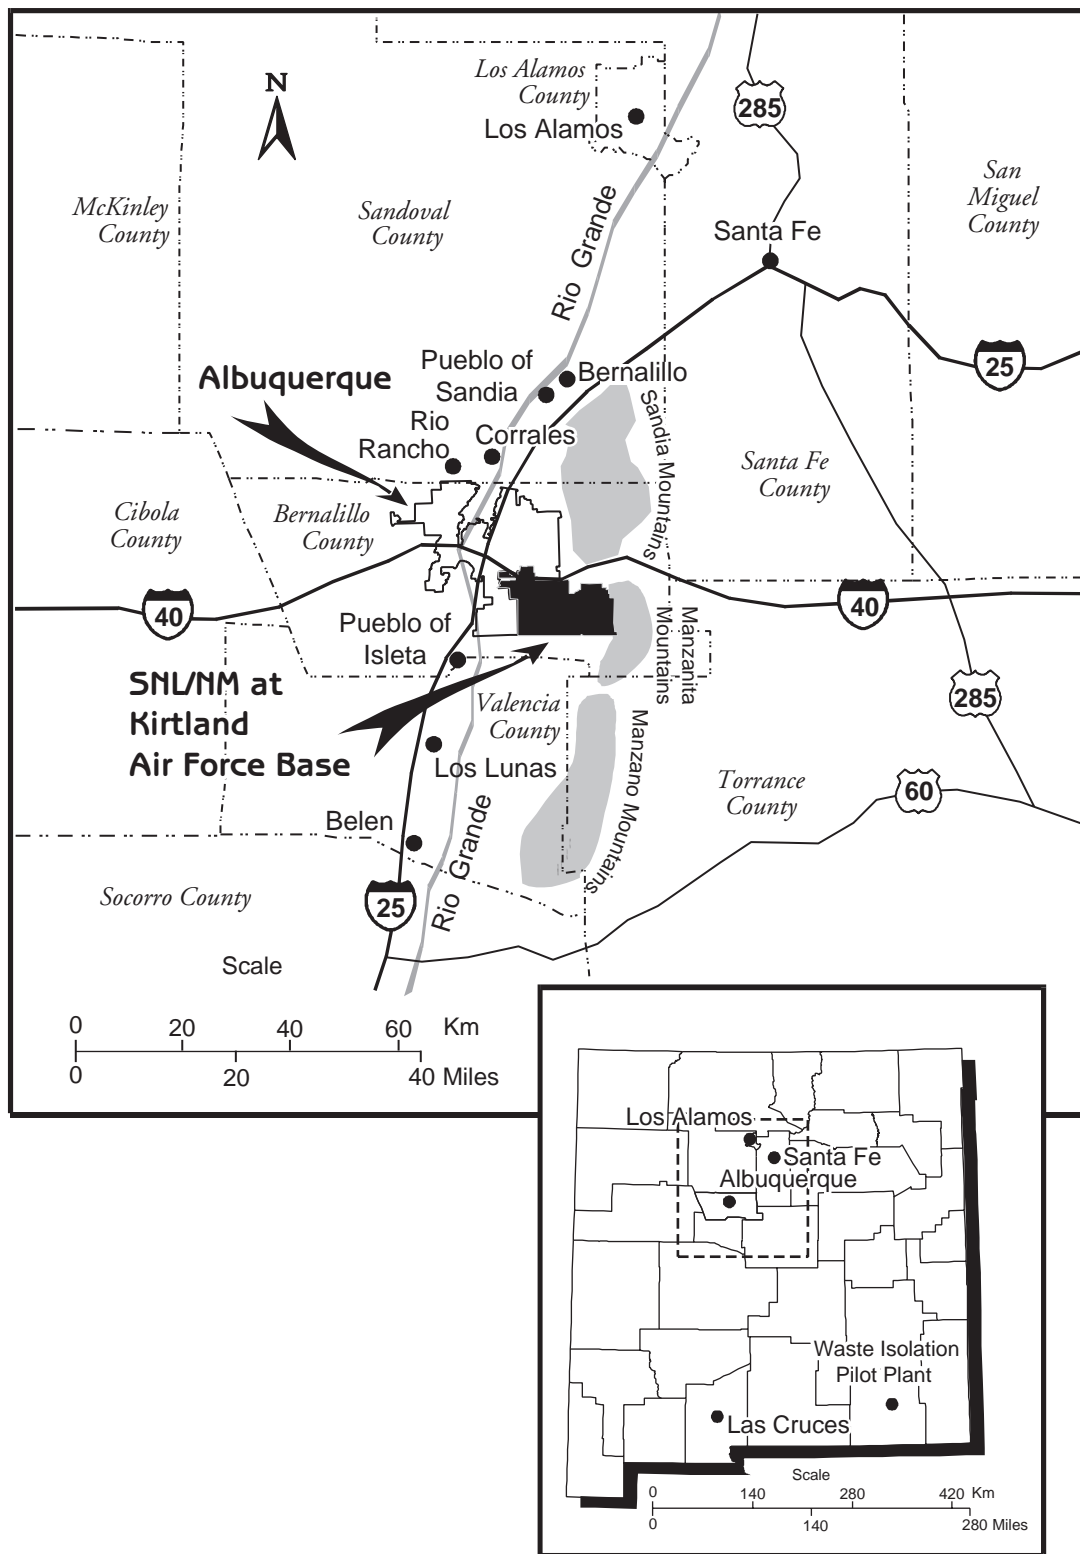 Los Alamos
County
N
285
Los Alamos
San
Miguel
County
McKinley
County
Sandoval
County
Rio Grande
Santa Fe
25
Pueblo of
Sandia
Bernalillo
Albuquerque
Rio
Rancho
Corrales
Sandia Mountains
Santa Fe
County
Cibola
County
Bernalillo
County
40
40
Pueblo of
Isleta
Manzanita
Mountains
SNL/NM at
Kirtland
Air Force Base
Valencia
County
285
Manzano Mountains
Los Lunas
Torrance
County
60
Belen
Rio Grande
Socorro County
25
Scale
0 20 40 60 Km
0 20 40 Miles
Los Alamos
Santa Fe
Albuquerque
Waste Isolation
Pilot Plant
Las Cruces
Scale
0 140 280 420 Km
0 140 280 Miles